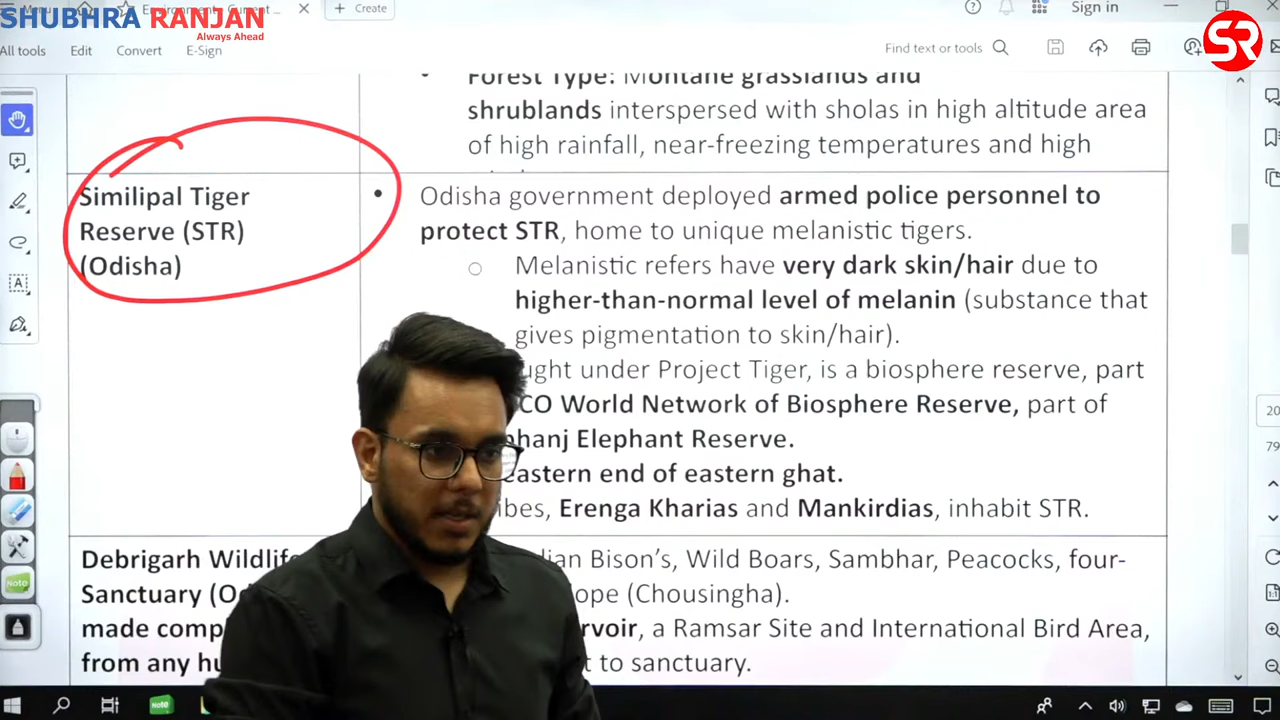 SHUBHRA RANJAN
Always Ahead
Create
Sign in
All tools
Edit
Convert
E-Sign
Find text or tools
SR
Forest Type: Montane grasslands and
shrublands interspersed with sholas in high altitude area
of high rainfall, near-freezing temperatures and high
Similipal Tiger
Reserve (STR)
(Odisha)
• Odisha government deployed armed police personnel to
protect STR, home to unique melanistic tigers.
Melanistic refers have very dark skin/hair due to
higher-than-normal level of melanin (substance that
gives pigmentation to skin/hair).
ught under Project Tiger, is a biosphere reserve, part
CO World Network of Biosphere Reserve, part of
hanj Elephant Reserve.
eastern end of eastern ghat.
ibes, Erenga Kharias and Mankirdias, inhabit STR.
Debrigarh Wildlife
Sanctuary (O
made comp
from any hu
dian Bison's, Wild Boars, Sambhar, Peacocks, four-
lope (Chousingha).
rvoir, a Ramsar Site and International Bird Area,
t to sanctuary.
20
79
Note
Note